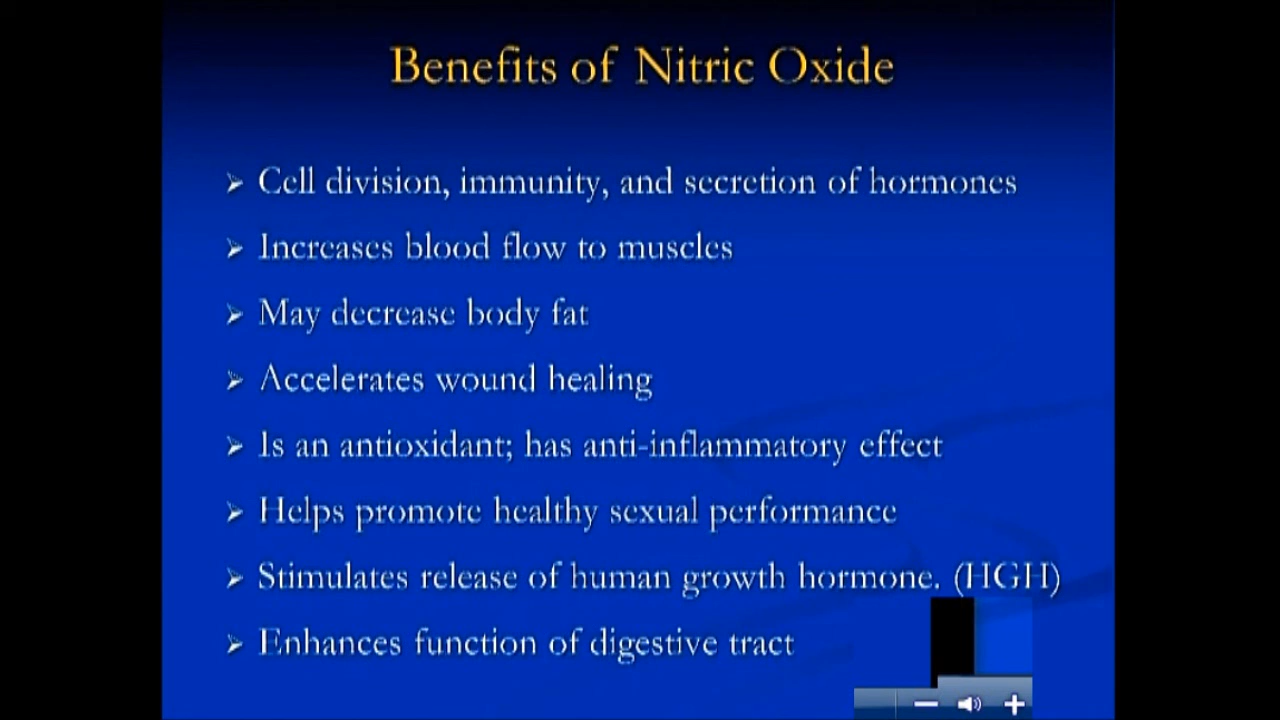 Benefits of Nitric Oxide
Cell division, immunity, and secretion of hormones
Increases blood flow to muscles
May decrease body fat
Accelerates wound healing
Is an antioxidant; has anti-inflammatory effect
Helps promote healthy sexual performance
Stimulates release of human growth hormone. (HGH)
Enhances function of digestive tract